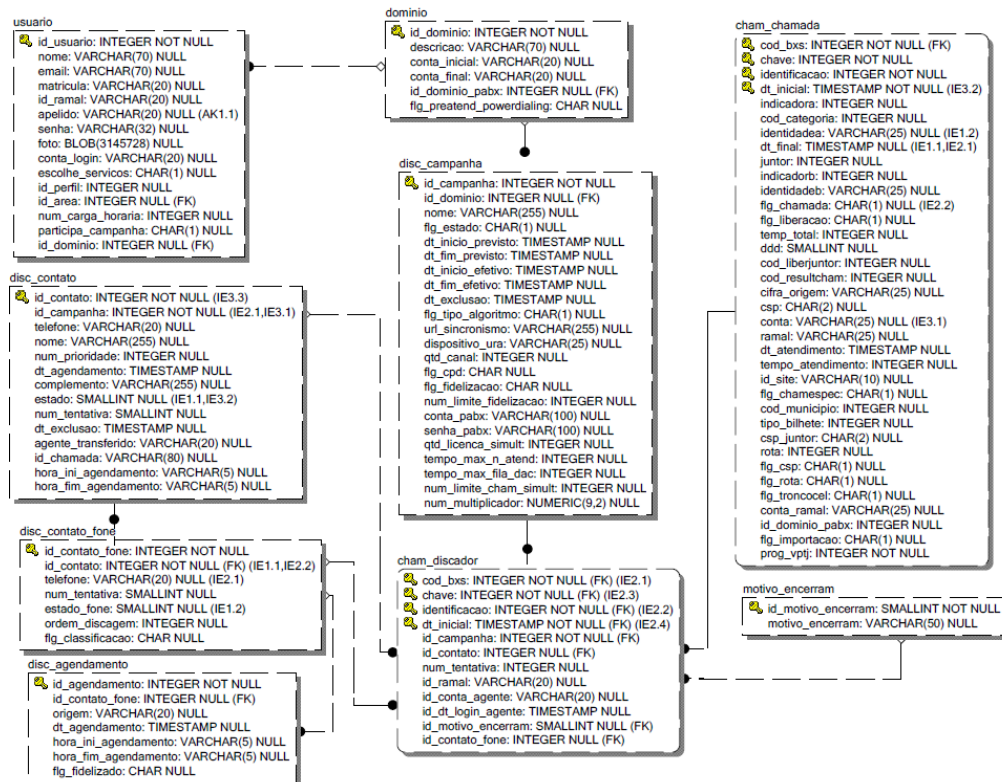 usuario
id_usuario: INTEGER NOT NULL
nome: VARCHAR(70) NULL
email: VARCHAR(70) NULL
matricula: VARCHAR(20) NULL
id_ramal: VARCHAR(20) NULL
apelido: VARCHAR(20) NULL (AK1.1)
senha: VARCHAR(32) NULL
foto: BLOB(3145728) NULL
conta_login: VARCHAR(20) NULL
escolhe_servicos: CHAR(1) NULL
id_perfil: INTEGER NULL
id_area: INTEGER NULL (FK)
num_carga_horaria: INTEGER NULL
participa_campanha: CHAR(1) NULL
id_dominio: INTEGER NULL (FK)
dominio
id_dominio: INTEGER NOT NULL
descricao: VARCHAR(70) NULL
conta_inicial: VARCHAR(20) NULL
conta_final: VARCHAR(20) NULL
id_dominio_pabx: INTEGER NULL (FK)
flg_preatend_powerdialing: CHAR NULL
cham_chamada
cod_bxs: INTEGER NOT NULL (FK)
chave: INTEGER NOT NULL
identificacao: INTEGER NOT NULL
dt_inicial: TIMESTAMP NOT NULL (IE3.2)
indicadora: INTEGER NULL
cod_categoria: INTEGER NULL
identidadea: VARCHAR(25) NULL (IE1.2)
dt_final: TIMESTAMP NULL (IE1.1,IE2.1)
juntor: INTEGER NULL
indicadorb: INTEGER NULL
identidadeb: VARCHAR(25) NULL
flg_chamada: CHAR(1) NULL (IE2.2)
flg_liberacao: CHAR(1) NULL
temp_total: INTEGER NULL
ddd: SMALLINT NULL
cod_liberjuntor: INTEGER NULL
cod_resultcham: INTEGER NULL
cifra_origem: VARCHAR(25) NULL
csp: CHAR(2) NULL
conta: VARCHAR(25) NULL (IE3.1)
ramal: VARCHAR(25) NULL
dt_atendimento: TIMESTAMP NULL
tempo_atendimento: INTEGER NULL
id_site: VARCHAR(10) NULL
flg_chamespec: CHAR(1) NULL
cod_municipio: INTEGER NULL
tipo_bilhete: INTEGER NULL
csp_juntor: CHAR(2) NULL
rota: INTEGER NULL
flg_csp: CHAR(1) NULL
flg_rota: CHAR(1) NULL
flg_troncocel: CHAR(1) NULL
conta_ramal: VARCHAR(25) NULL
id_dominio_pabx: INTEGER NULL
flg_importacao: CHAR(1) NULL
prog_vptj: INTEGER NOT NULL
disc_campanha
id_campanha: INTEGER NOT NULL
id_dominio: INTEGER NULL (FK)
nome: VARCHAR(255) NULL
flg_estado: CHAR(1) NULL
dt_inicio_previsto: TIMESTAMP NULL
dt_fim_previsto: TIMESTAMP NULL
dt_inicio_efetivo: TIMESTAMP NULL
dt_fim_efetivo: TIMESTAMP NULL
dt_exclusao: TIMESTAMP NULL
flg_tipo_algoritmo: CHAR(1) NULL
url_sincronismo: VARCHAR(255) NULL
dispositivo_ura: VARCHAR(25) NULL
qtd_canal: INTEGER NULL
flg_cpd: CHAR NULL
flg_fidelizacao: CHAR NULL
num_limite_fidelizacao: INTEGER NULL
conta_pabx: VARCHAR(100) NULL
senha_pabx: VARCHAR(100) NULL
qtd_licenca_simult: INTEGER NULL
tempo_max_n_atend: INTEGER NULL
tempo_max_fila_dac: INTEGER NULL
num_limite_cham_simult: INTEGER NULL
num_multiplicador: NUMERIC(9,2) NULL
disc_contato
id_contato: INTEGER NOT NULL (IE3.3)
id_campanha: INTEGER NOT NULL (IE2.1,IE3.1)
telefone: VARCHAR(20) NULL
nome: VARCHAR(255) NULL
num_prioridade: INTEGER NULL
dt_agendamento: TIMESTAMP NULL
complemento: VARCHAR(255) NULL
estado: SMALLINT NULL (IE1.1,IE3.2)
num_tentativa: SMALLINT NULL
dt_exclusao: TIMESTAMP NULL
agente_transferido: VARCHAR(20) NULL
id_chamada: VARCHAR(80) NULL
hora_ini_agendamento: VARCHAR(5) NULL
hora_fim_agendamento: VARCHAR(5) NULL
disc_contato_fone
id_contato_fone: INTEGER NOT NULL
id_contato: INTEGER NOT NULL (FK) (IE1.1,IE2.2)
telefone: VARCHAR(20) NULL (IE2.1)
num_tentativa: SMALLINT NULL
estado_fone: SMALLINT NULL (IE1.2)
ordem_discagem: INTEGER NULL
flg_classificacao: CHAR NULL
cham_discador
cod_bxs: INTEGER NOT NULL (FK) (IE2.1)
chave: INTEGER NOT NULL (FK) (IE2.3)
identificacao: INTEGER NOT NULL (FK) (IE2.2)
dt_inicial: TIMESTAMP NOT NULL (FK) (IE2.4)
id_campanha: INTEGER NOT NULL (FK)
id_contato: INTEGER NULL (FK)
num_tentativa: INTEGER NULL
id_ramal: VARCHAR(20) NULL
id_conta_agente: VARCHAR(20) NULL
id_dt_login_agente: TIMESTAMP NULL
id_motivo_encerram: SMALLINT NULL (FK)
id_contato_fone: INTEGER NULL (FK)
motivo_encerram
id_motivo_encerram: SMALLINT NOT NULL
motivo_encerram: VARCHAR(50) NULL
disc_agendamento
id_agendamento: INTEGER NOT NULL
id_contato_fone: INTEGER NULL (FK)
origem: VARCHAR(20) NULL
dt_agendamento: TIMESTAMP NULL
hora_ini_agendamento: VARCHAR(5) NULL
hora_fim_agendamento: VARCHAR(5) NULL
flg_fidelizado: CHAR NULL